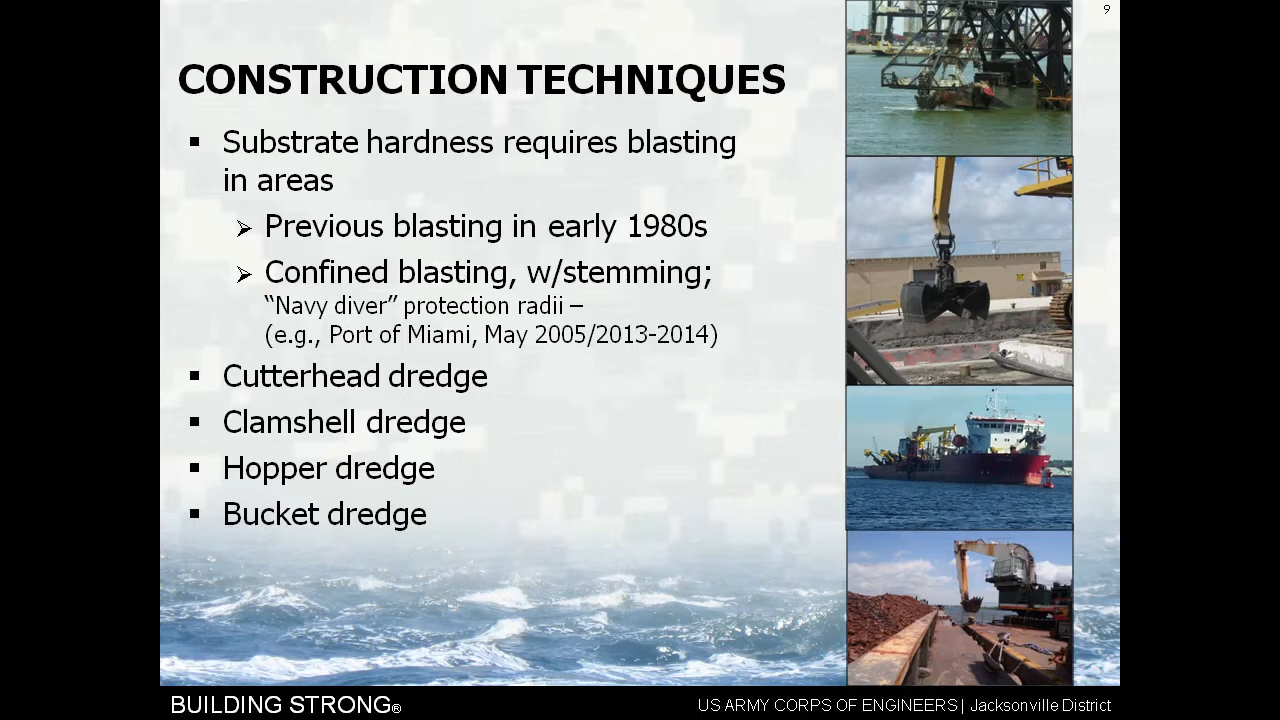 9
CONSTRUCTION TECHNIQUES
▪ Substrate hardness requires blasting
in areas
➢ Previous blasting in early 1980s
➢ Confined blasting, w/stemming;
“Navy diver” protection radii –
(e.g., Port of Miami, May 2005/2013-2014)
▪ Cutterhead dredge
▪ Clamshell dredge
▪ Hopper dredge
▪ Bucket dredge
BUILDING STRONG®
US ARMY CORPS OF ENGINEERS | Jacksonville District